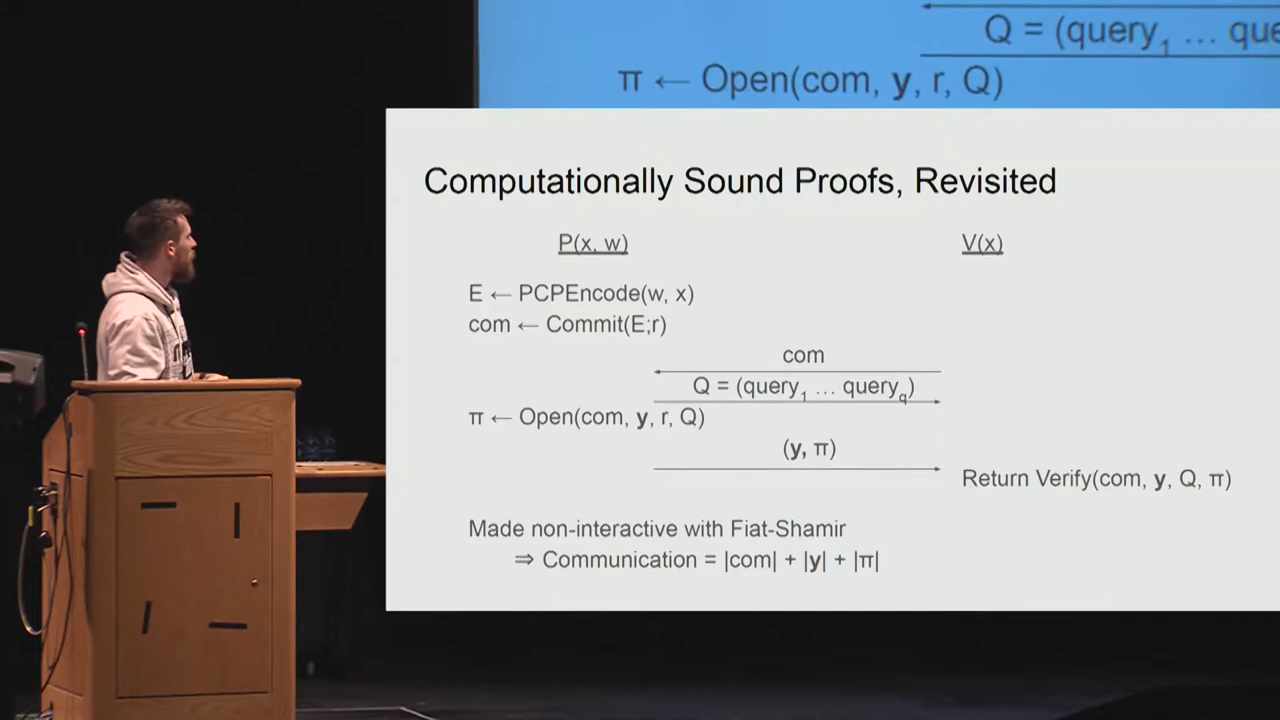 Q = (query₁ … que
π ← Open(com, y, r, Q)
Computationally Sound Proofs, Revisited
P(x, w)
V(x)
E ← PCPEncode(w, x)
com ← Commit(E;r)
com
Q = (query₁ … query_q)
π ← Open(com, y, r, Q)
(y, π)
Return Verify(com, y, Q, π)
Made non-interactive with Fiat-Shamir
⇒ Communication = |com| + |y| + |π|